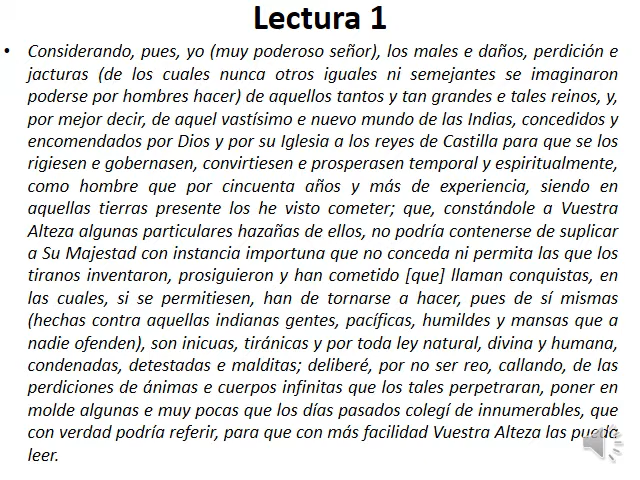 Lectura 1
• Considerando, pues, yo (muy poderoso señor), los males e daños, perdición e
jacturas (de los cuales nunca otros iguales ni semejantes se imaginaron
poderse por hombres hacer) de aquellos tantos y tan grandes e tales reinos, y,
por mejor decir, de aquel vastísimo e nuevo mundo de las Indias, concedidos y
encomendados por Dios y por su Iglesia a los reyes de Castilla para que se los
rigiesen e gobernasen, convirtiesen e prosperasen temporal y espiritualmente,
como hombre que por cincuenta años y más de experiencia, siendo en
aquellas tierras presente los he visto cometer; que, constándole a Vuestra
Alteza algunas particulares hazañas de ellos, no podría contenerse de suplicar
a Su Majestad con instancia importuna que no conceda ni permita las que los
tiranos inventaron, prosiguieron y han cometido [que] llaman conquistas, en
las cuales, si se permitiesen, han de tornarse a hacer, pues de sí mismas
(hechas contra aquellas indianas gentes, pacíficas, humildes y mansas que a
nadie ofenden), son inicuas, tiránicas y por toda ley natural, divina y humana,
condenadas, detestadas e malditas; deliberé, por no ser reo, callando, de las
perdiciones de ánimas e cuerpos infinitas que los tales perpetraran, poner en
molde algunas e muy pocas que los días pasados colegí de innumerables, que
con verdad podría referir, para que con más facilidad Vuestra Alteza las pueda
leer.